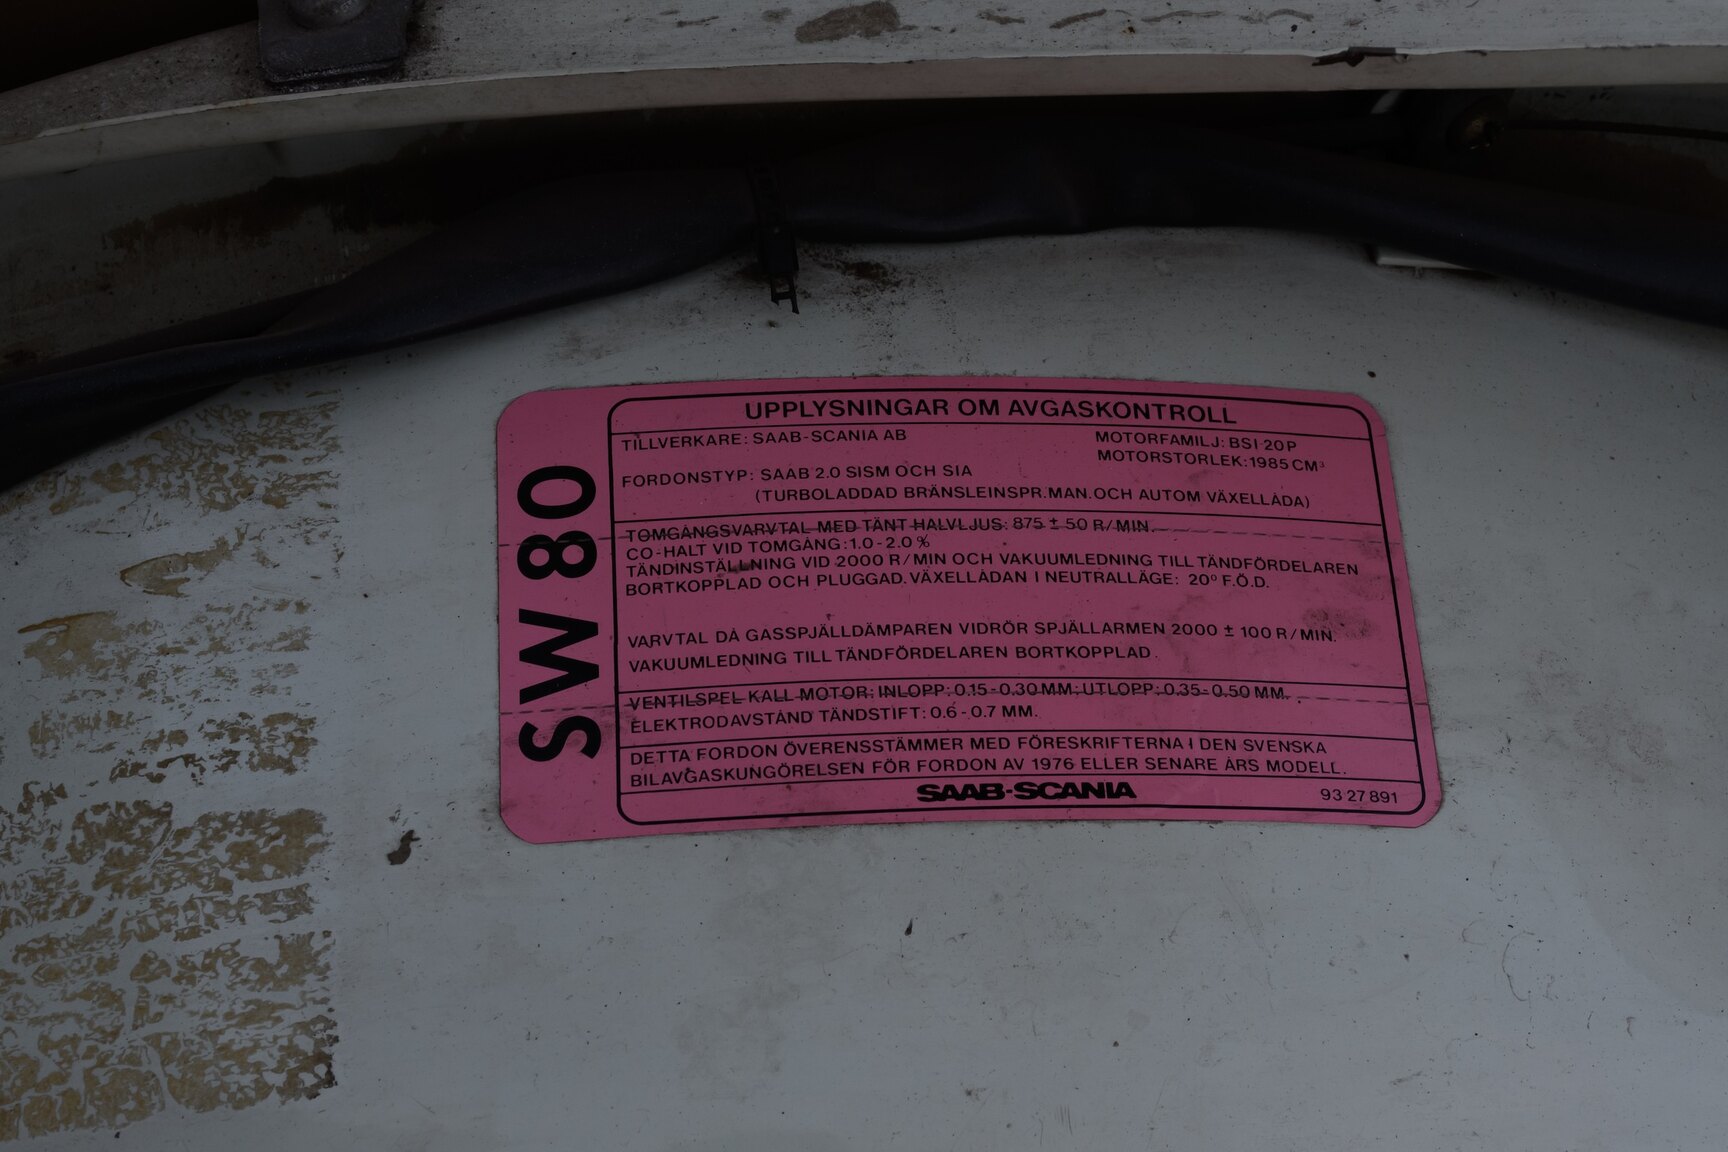 SW 80
UPPLYSNINGAR OM AVGASKONTROLL
TILLVERKARE: SAAB-SCANIA AB
MOTORFAMILJ: BSI 20P
MOTORSTORLEK: 1985 CM³
FORDONSTYP: SAAB 2.0 SISM OCH SIA
(TURBOLADDAD BRÄNSLEINSPR.MAN.OCH AUTOM VÄXELLÅDA)
TOMGÅNGSVARVTAL MED TÄNT HALVLJUS: 875 ± 50 R/MIN.
CO-HALT VID TOMGÅNG: 1.0 - 2.0 %
TÄNDINSTÄLLNING VID 2000 R/MIN OCH VAKUUMLEDNING TILL TÄNDFÖRDELAREN
BORTKOPPLAD OCH PLUGGAD. VÄXELLÅDAN I NEUTRALLÄGE: 20° F.Ö.D.
VARVTAL DÅ GASSPJÄLLDÄMPAREN VIDRÖR SPJÄLLARMEN 2000 ± 100 R/MIN.
VAKUUMLEDNING TILL TÄNDFÖRDELAREN BORTKOPPLAD.
VENTILSPEL KALL MOTOR: INLOPP: 0.15 - 0.30 MM; UTLOPP: 0.35 - 0.50 MM.
ELEKTRODAVSTÅND TÄNDSTIFT: 0.6 - 0.7 MM.
DETTA FORDON ÖVERENSSTÄMMER MED FÖRESKRIFTERNA I DEN SVENSKA
BILAVGASKUNGÖRELSEN FÖR FORDON AV 1976 ELLER SENARE ÅRS MODELL.
SAAB-SCANIA
93 27 891